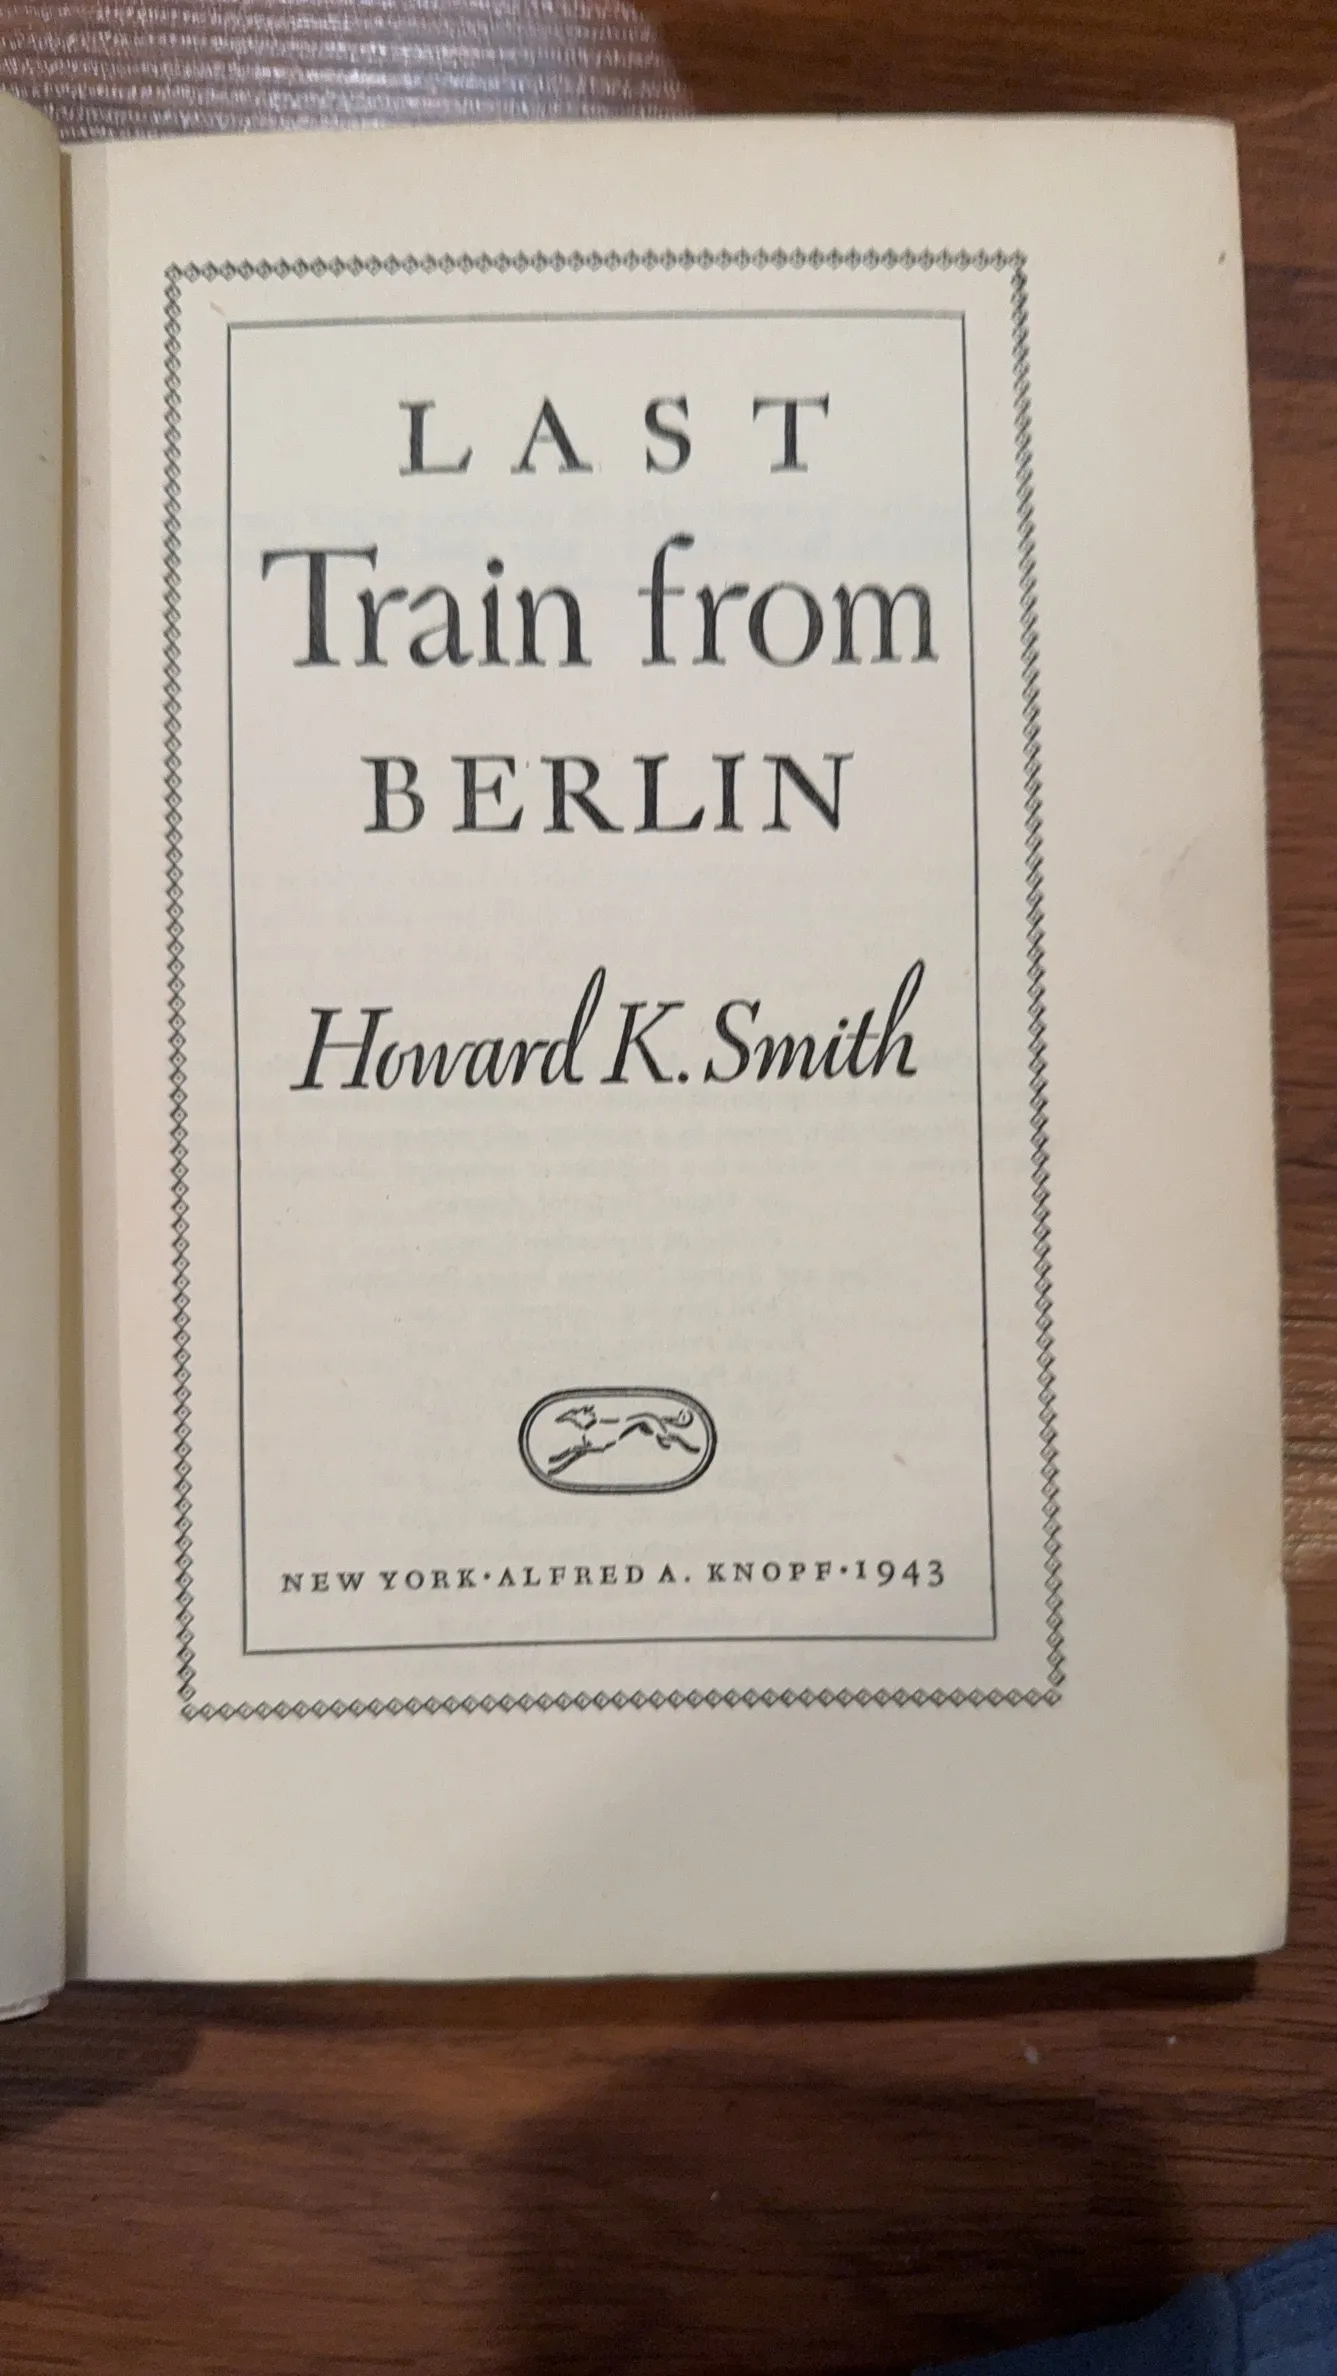 LAST
Train from
BERLIN
Howard K. Smith
NEW YORK · ALFRED A. KNOPF · 1943